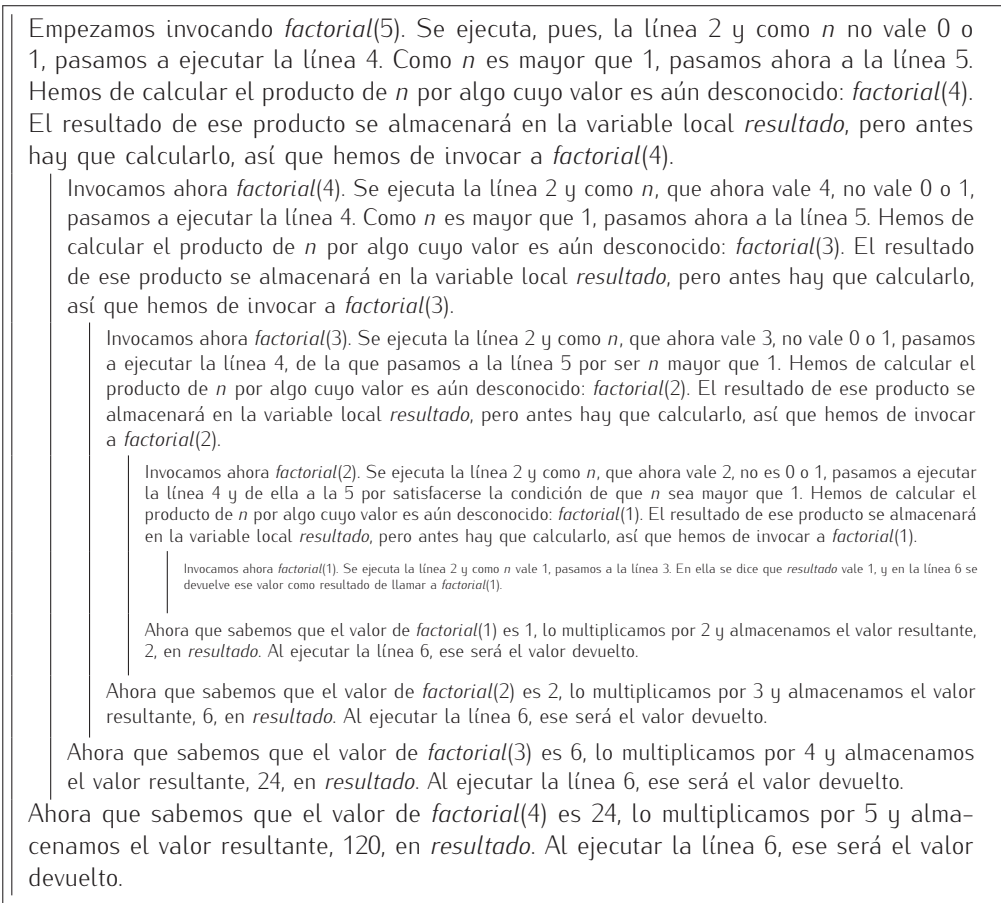 Empezamos invocando factorial(5). Se ejecuta, pues, la línea 2 y como n no vale 0 o
1, pasamos a ejecutar la línea 4. Como n es mayor que 1, pasamos ahora a la línea 5.
Hemos de calcular el producto de n por algo cuyo valor es aún desconocido: factorial(4).
El resultado de ese producto se almacenará en la variable local resultado, pero antes
hay que calcularlo, así que hemos de invocar a factorial(4).
Invocamos ahora factorial(4). Se ejecuta la línea 2 y como n, que ahora vale 4, no vale 0 o 1,
pasamos a ejecutar la línea 4. Como n es mayor que 1, pasamos ahora a la línea 5. Hemos de
calcular el producto de n por algo cuyo valor es aún desconocido: factorial(3). El resultado
de ese producto se almacenará en la variable local resultado, pero antes hay que calcularlo,
así que hemos de invocar a factorial(3).
Invocamos ahora factorial(3). Se ejecuta la línea 2 y como n, que ahora vale 3, no vale 0 o 1, pasamos
a ejecutar la línea 4, de la que pasamos a la línea 5 por ser n mayor que 1. Hemos de calcular el
producto de n por algo cuyo valor es aún desconocido: factorial(2). El resultado de ese producto se
almacenará en la variable local resultado, pero antes hay que calcularlo, así que hemos de invocar
a factorial(2).
Invocamos ahora factorial(2). Se ejecuta la línea 2 y como n, que ahora vale 2, no es 0 o 1, pasamos a ejecutar
la línea 4 y de ella a la 5 por satisfacerse la condición de que n sea mayor que 1. Hemos de calcular el
producto de n por algo cuyo valor es aún desconocido: factorial(1). El resultado de ese producto se almacenará
en la variable local resultado, pero antes hay que calcularlo, así que hemos de invocar a factorial(1).
Invocamos ahora factorial(1). Se ejecuta la línea 2 y como n vale 1, pasamos a la línea 3. En ella se dice que resultado vale 1, y en la línea 6 se
devuelve ese valor como resultado de llamar a factorial(1).
Ahora que sabemos que el valor de factorial(1) es 1, lo multiplicamos por 2 y almacenamos el valor resultante,
2, en resultado. Al ejecutar la línea 6, ese será el valor devuelto.
Ahora que sabemos que el valor de factorial(2) es 2, lo multiplicamos por 3 y almacenamos el valor
resultante, 6, en resultado. Al ejecutar la línea 6, ese será el valor devuelto.
Ahora que sabemos que el valor de factorial(3) es 6, lo multiplicamos por 4 y almacenamos
el valor resultante, 24, en resultado. Al ejecutar la línea 6, ese será el valor devuelto.
Ahora que sabemos que el valor de factorial(4) es 24, lo multiplicamos por 5 y alma-
cenamos el valor resultante, 120, en resultado. Al ejecutar la línea 6, ese será el valor
devuelto.